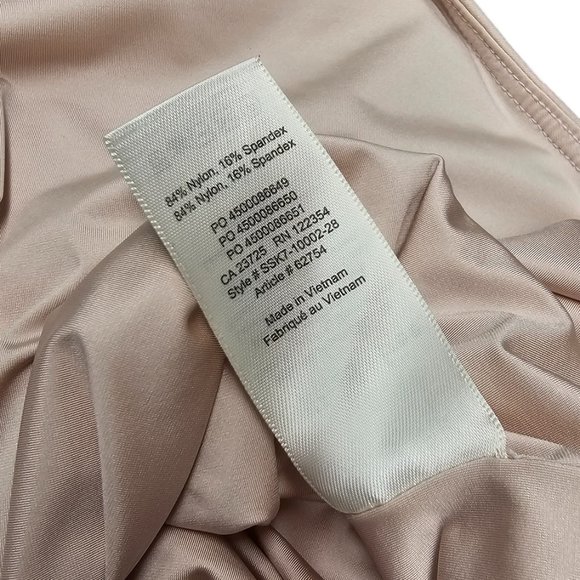 84% Nylon, 16% Spandex
84% Nylon, 16% Spandex
PO 4500086649
PO 4500086650
PO 4500086651
CA 23725 RN 122354
Style # SSK7-10002-28
Article # 62754
Made in Vietnam
Fabriqué au Vietnam